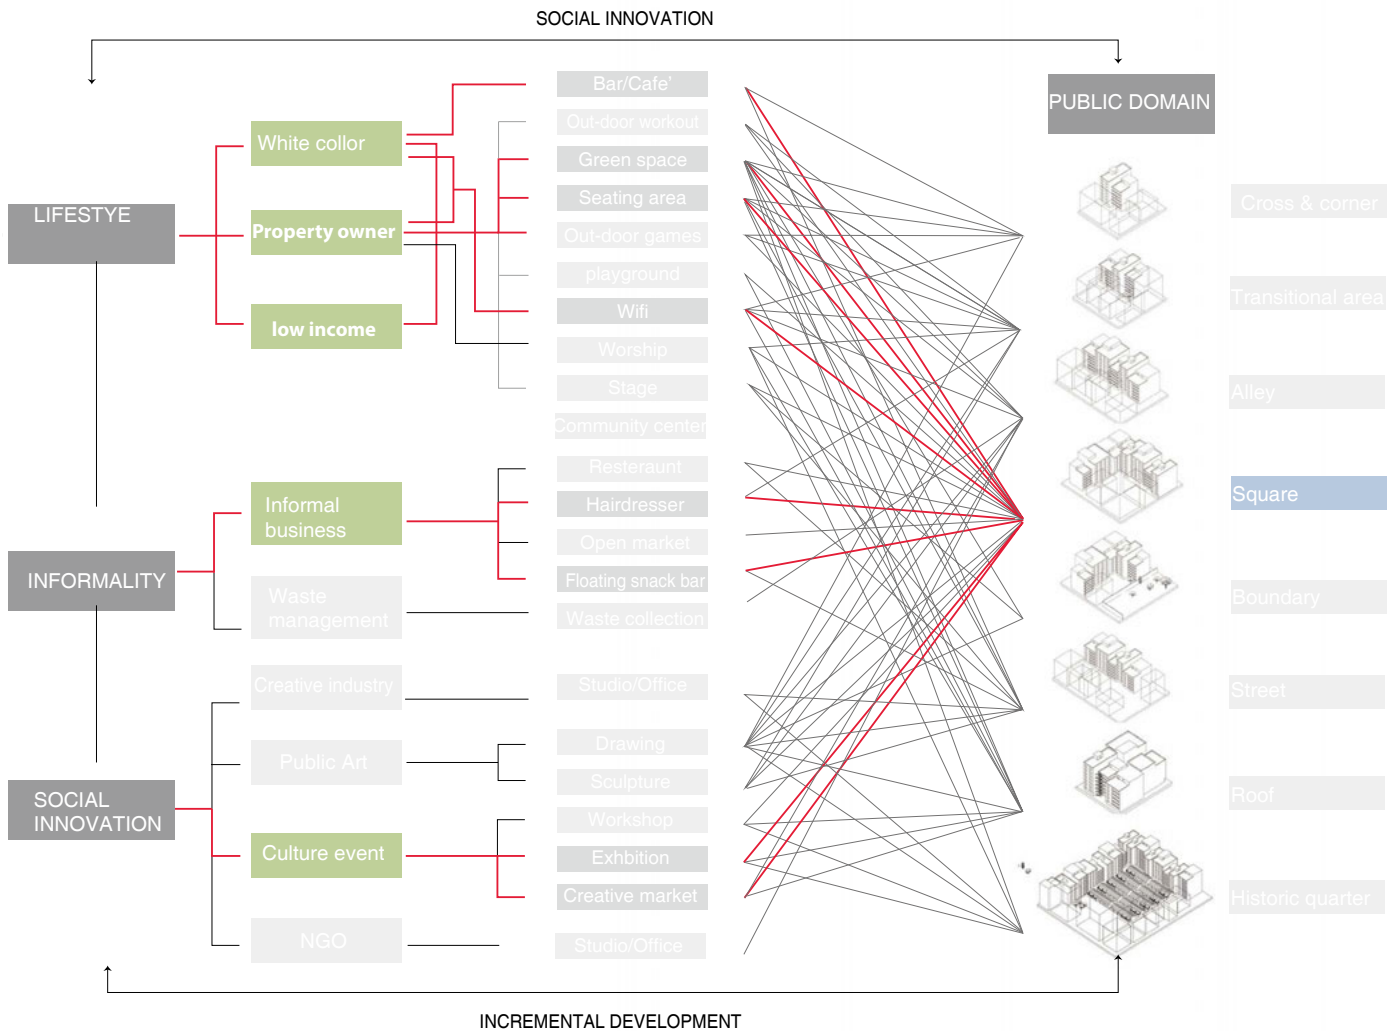 SOCIAL INNOVATION
PUBLIC DOMAIN
LIFESTYE
White collor
Property owner
low income
INFORMALITY
Informal
business
Waste
management
SOCIAL
INNOVATION
Creative industry
Public Art
Culture event
NGO
Bar/Cafe'
Out-door workout
Green space
Seating area
Out-door games
playground
Wifi
Worship
Stage
Community center
Resteraunt
Hairdresser
Open market
Floating snack bar
Waste collection
Studio/Office
Drawing
Sculpture
Workshop
Exhbition
Creative market
Studio/Office
Cross & corner
Transitional area
Alley
Square
Boundary
Street
Roof
Historic quarter
INCREMENTAL DEVELOPMENT